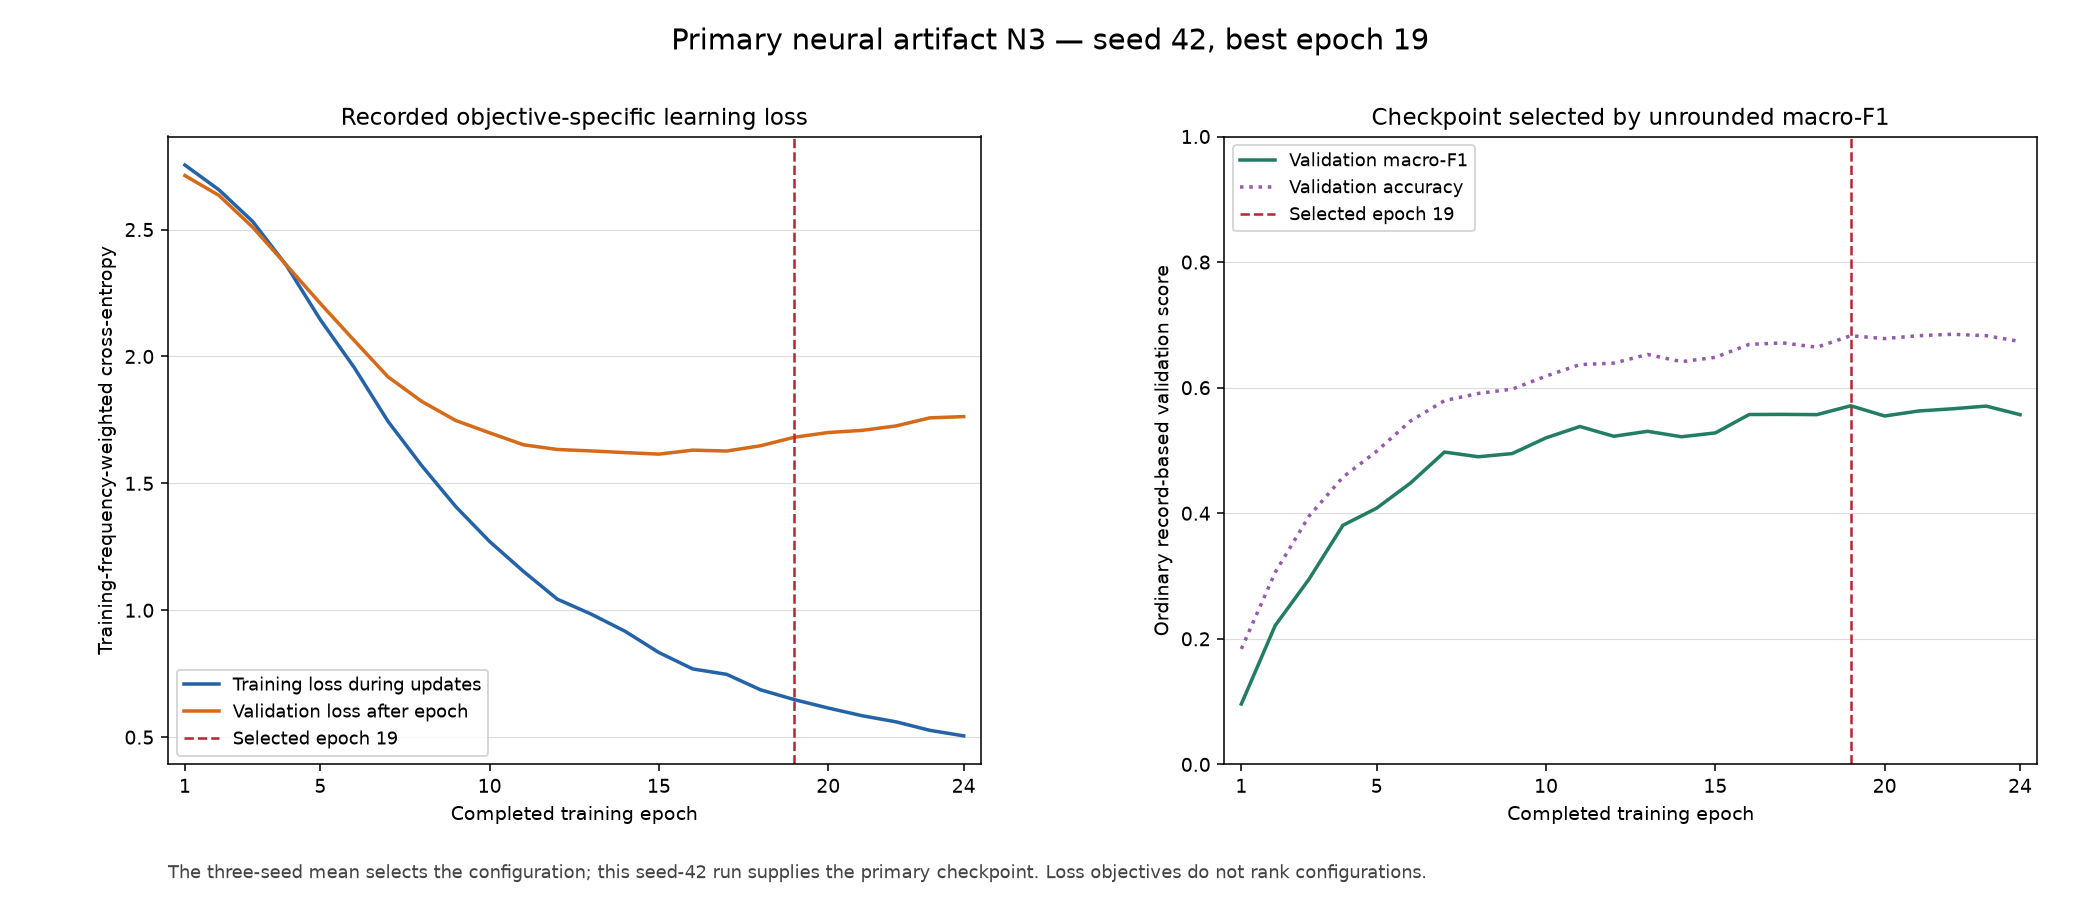 Primary neural artifact N3 — seed 42, best epoch 19
Recorded objective-specific learning loss
Training-frequency-weighted cross-entropy
2.5
2.0
1.5
1.0
0.5
Training loss during updates
Validation loss after epoch
Selected epoch 19
1 5 10 15 20 24
Completed training epoch
Checkpoint selected by unrounded macro-F1
Ordinary record-based validation score
1.0
0.8
0.6
0.4
0.2
0.0
Validation macro-F1
Validation accuracy
Selected epoch 19
1 5 10 15 20 24
Completed training epoch
The three-seed mean selects the configuration; this seed-42 run supplies the primary checkpoint. Loss objectives do not rank configurations.